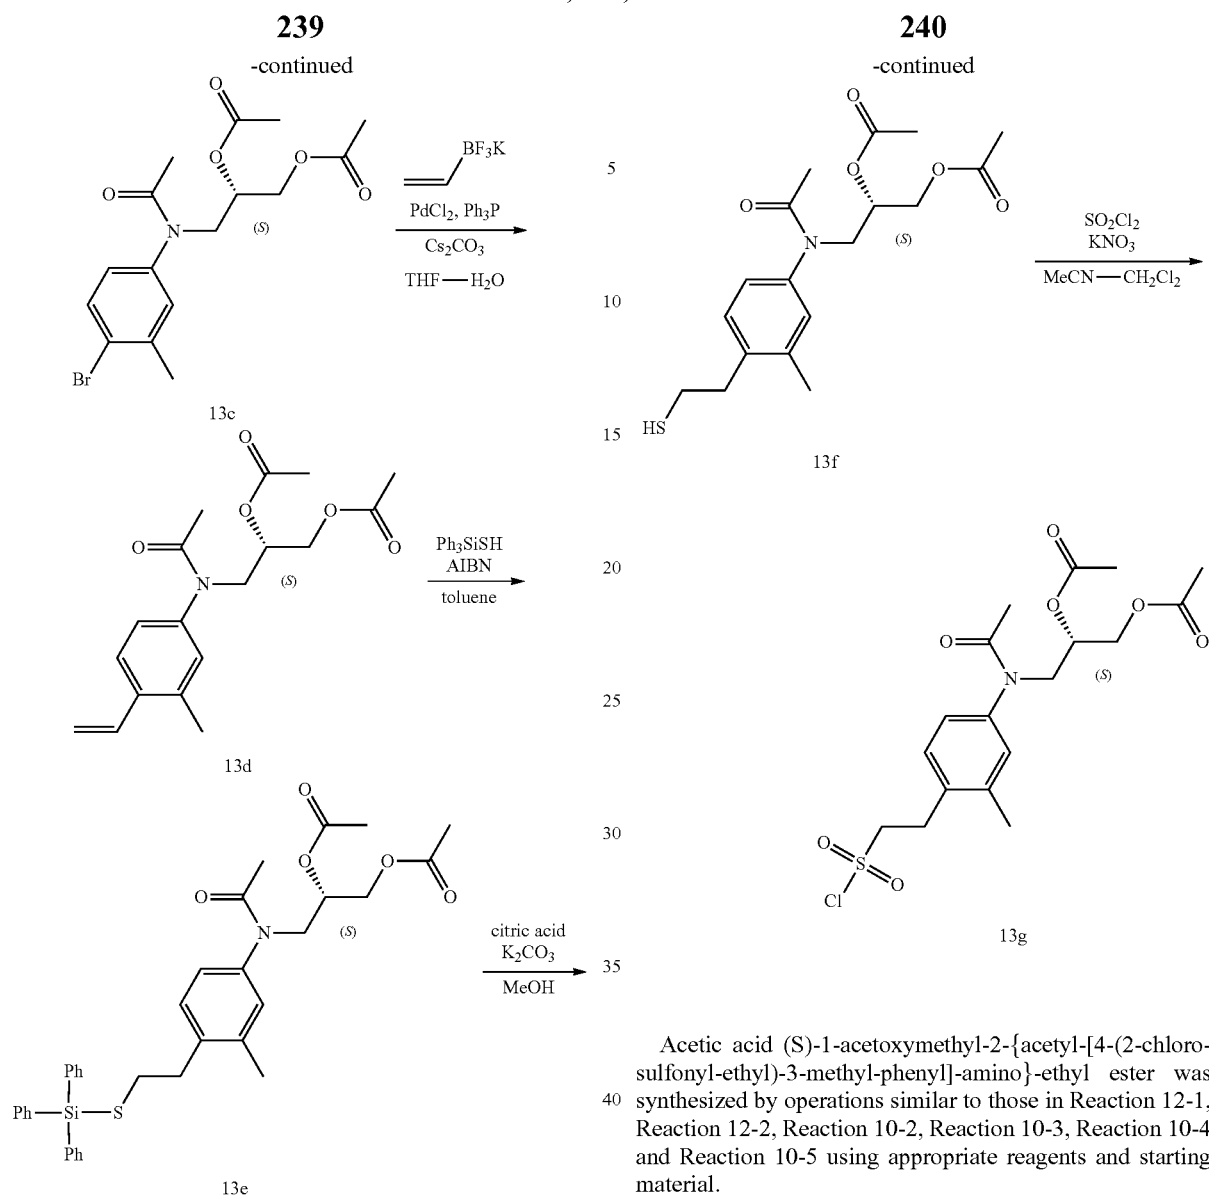 239
-continued
O
O
O
O
O
O
N
(S)
Br
13c
BF3K
PdCl2, Ph3P
Cs2CO3
THF—H2O
O
O
O
O
O
N
(S)
13d
Ph3SiSH
AIBN
toluene
O
O
O
O
O
N
(S)
Ph
Ph
Si
S
Ph
Ph
13e
citric acid
K2CO3
MeOH
5
10
15
20
25
30
35
40
240
-continued
O
O
O
O
O
N
(S)
HS
13f
SO2Cl2
KNO3
MeCN—CH2Cl2
O
O
O
O
O
N
(S)
O
S
O
Cl
13g
Acetic acid (S)-1-acetoxymethyl-2-{acetyl-[4-(2-chloro-
sulfonyl-ethyl)-3-methyl-phenyl]-amino}-ethyl ester was
synthesized by operations similar to those in Reaction 12-1,
Reaction 12-2, Reaction 10-2, Reaction 10-3, Reaction 10-4
and Reaction 10-5 using appropriate reagents and starting
material.